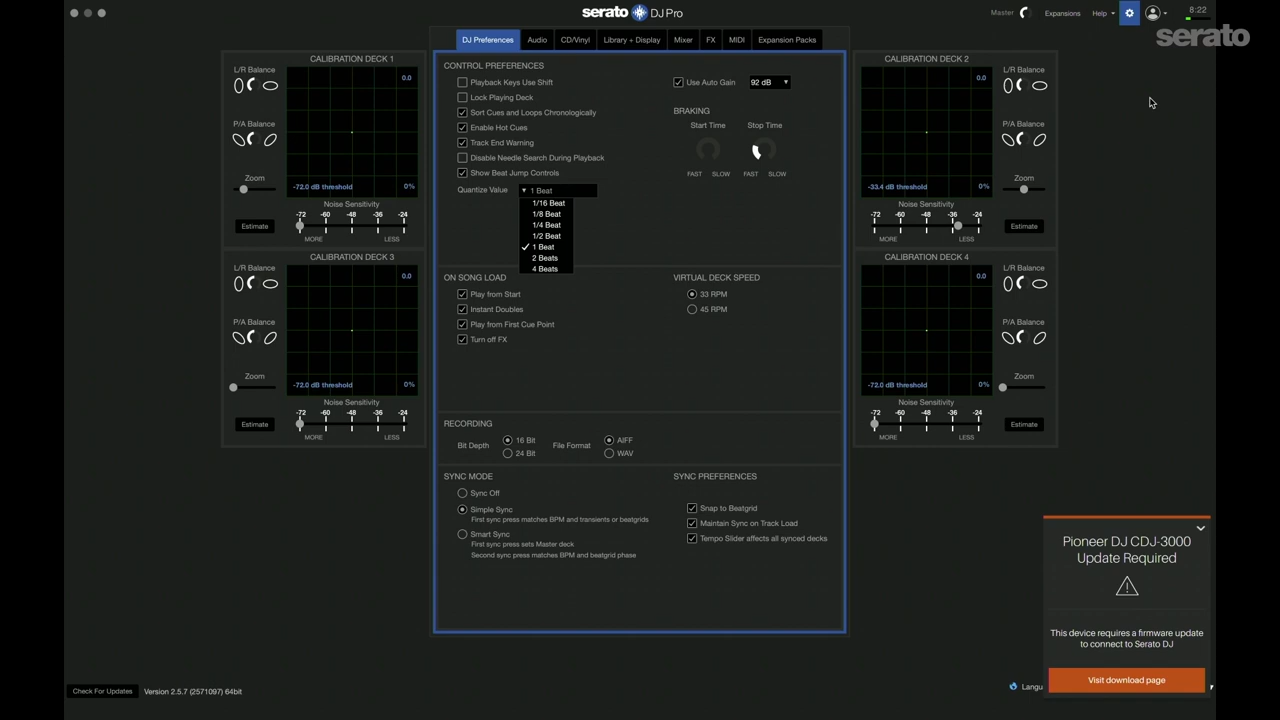 serato DJ Pro
Master
Expansions
Help
8:22
serato
DJ Preferences
Audio
CD/Vinyl
Library + Display
Mixer
FX
MIDI
Expansion Packs
CALIBRATION DECK 1
L/R Balance
0.0
P/A Balance
Zoom
-72.0 dB threshold
0%
Noise Sensitivity
-72 -60 -48 -36 -24
Estimate
MORE
LESS
CALIBRATION DECK 3
L/R Balance
0.0
P/A Balance
Zoom
-72.0 dB threshold
0%
Noise Sensitivity
-72 -60 -48 -36 -24
Estimate
MORE
LESS
CONTROL PREFERENCES
Playback Keys Use Shift
Lock Playing Deck
Sort Cues and Loops Chronologically
Enable Hot Cues
Track End Warning
Disable Needle Search During Playback
Show Beat Jump Controls
Quantize Value
1 Beat
1/16 Beat
1/8 Beat
1/4 Beat
1/2 Beat
1 Beat
2 Beats
4 Beats
Use Auto Gain
92 dB
BRAKING
Start Time
Stop Time
FAST SLOW
FAST SLOW
ON SONG LOAD
Play from Start
Instant Doubles
Play from First Cue Point
Turn off FX
VIRTUAL DECK SPEED
33 RPM
45 RPM
RECORDING
Bit Depth
16 Bit
24 Bit
File Format
AIFF
WAV
SYNC MODE
Sync Off
Simple Sync
First sync press matches BPM and transients or beatgrids
Smart Sync
First sync press sets Master deck
Second sync press matches BPM and beatgrid phase
SYNC PREFERENCES
Snap to Beatgrid
Maintain Sync on Track Load
Tempo Slider affects all synced decks
CALIBRATION DECK 2
0.0
L/R Balance
P/A Balance
Zoom
-33.4 dB threshold
0%
Noise Sensitivity
-72 -60 -48 -36 -24
Estimate
MORE
LESS
CALIBRATION DECK 4
0.0
L/R Balance
P/A Balance
Zoom
-72.0 dB threshold
0%
Noise Sensitivity
-72 -60 -48 -36 -24
Estimate
MORE
LESS
Pioneer DJ CDJ-3000
Update Required
This device requires a firmware update
to connect to Serato DJ
Visit download page
Check For Updates
Version 2.5.7 (2571097) 64bit
Langu